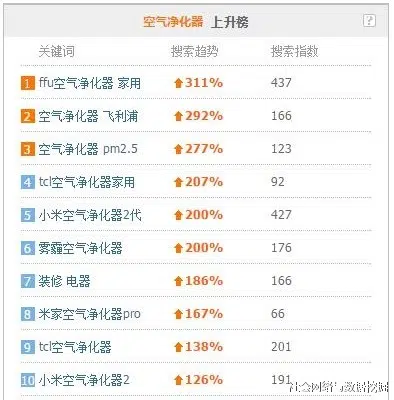 空气净化器 上升榜 ?
关键词 搜索趋势 搜索指数
1 ffu空气净化器 家用 311% 437
2 空气净化器 飞利浦 292% 166
3 空气净化器 pm2.5 277% 123
4 tcl空气净化器家用 207% 92
5 小米空气净化器2代 200% 427
6 雾霾空气净化器 200% 176
7 装修 电器 186% 166
8 米家空气净化器pro 167% 66
9 tcl空气净化器 138% 201
10 小米空气净化器2 126% 191
社会网络与数据挖掘